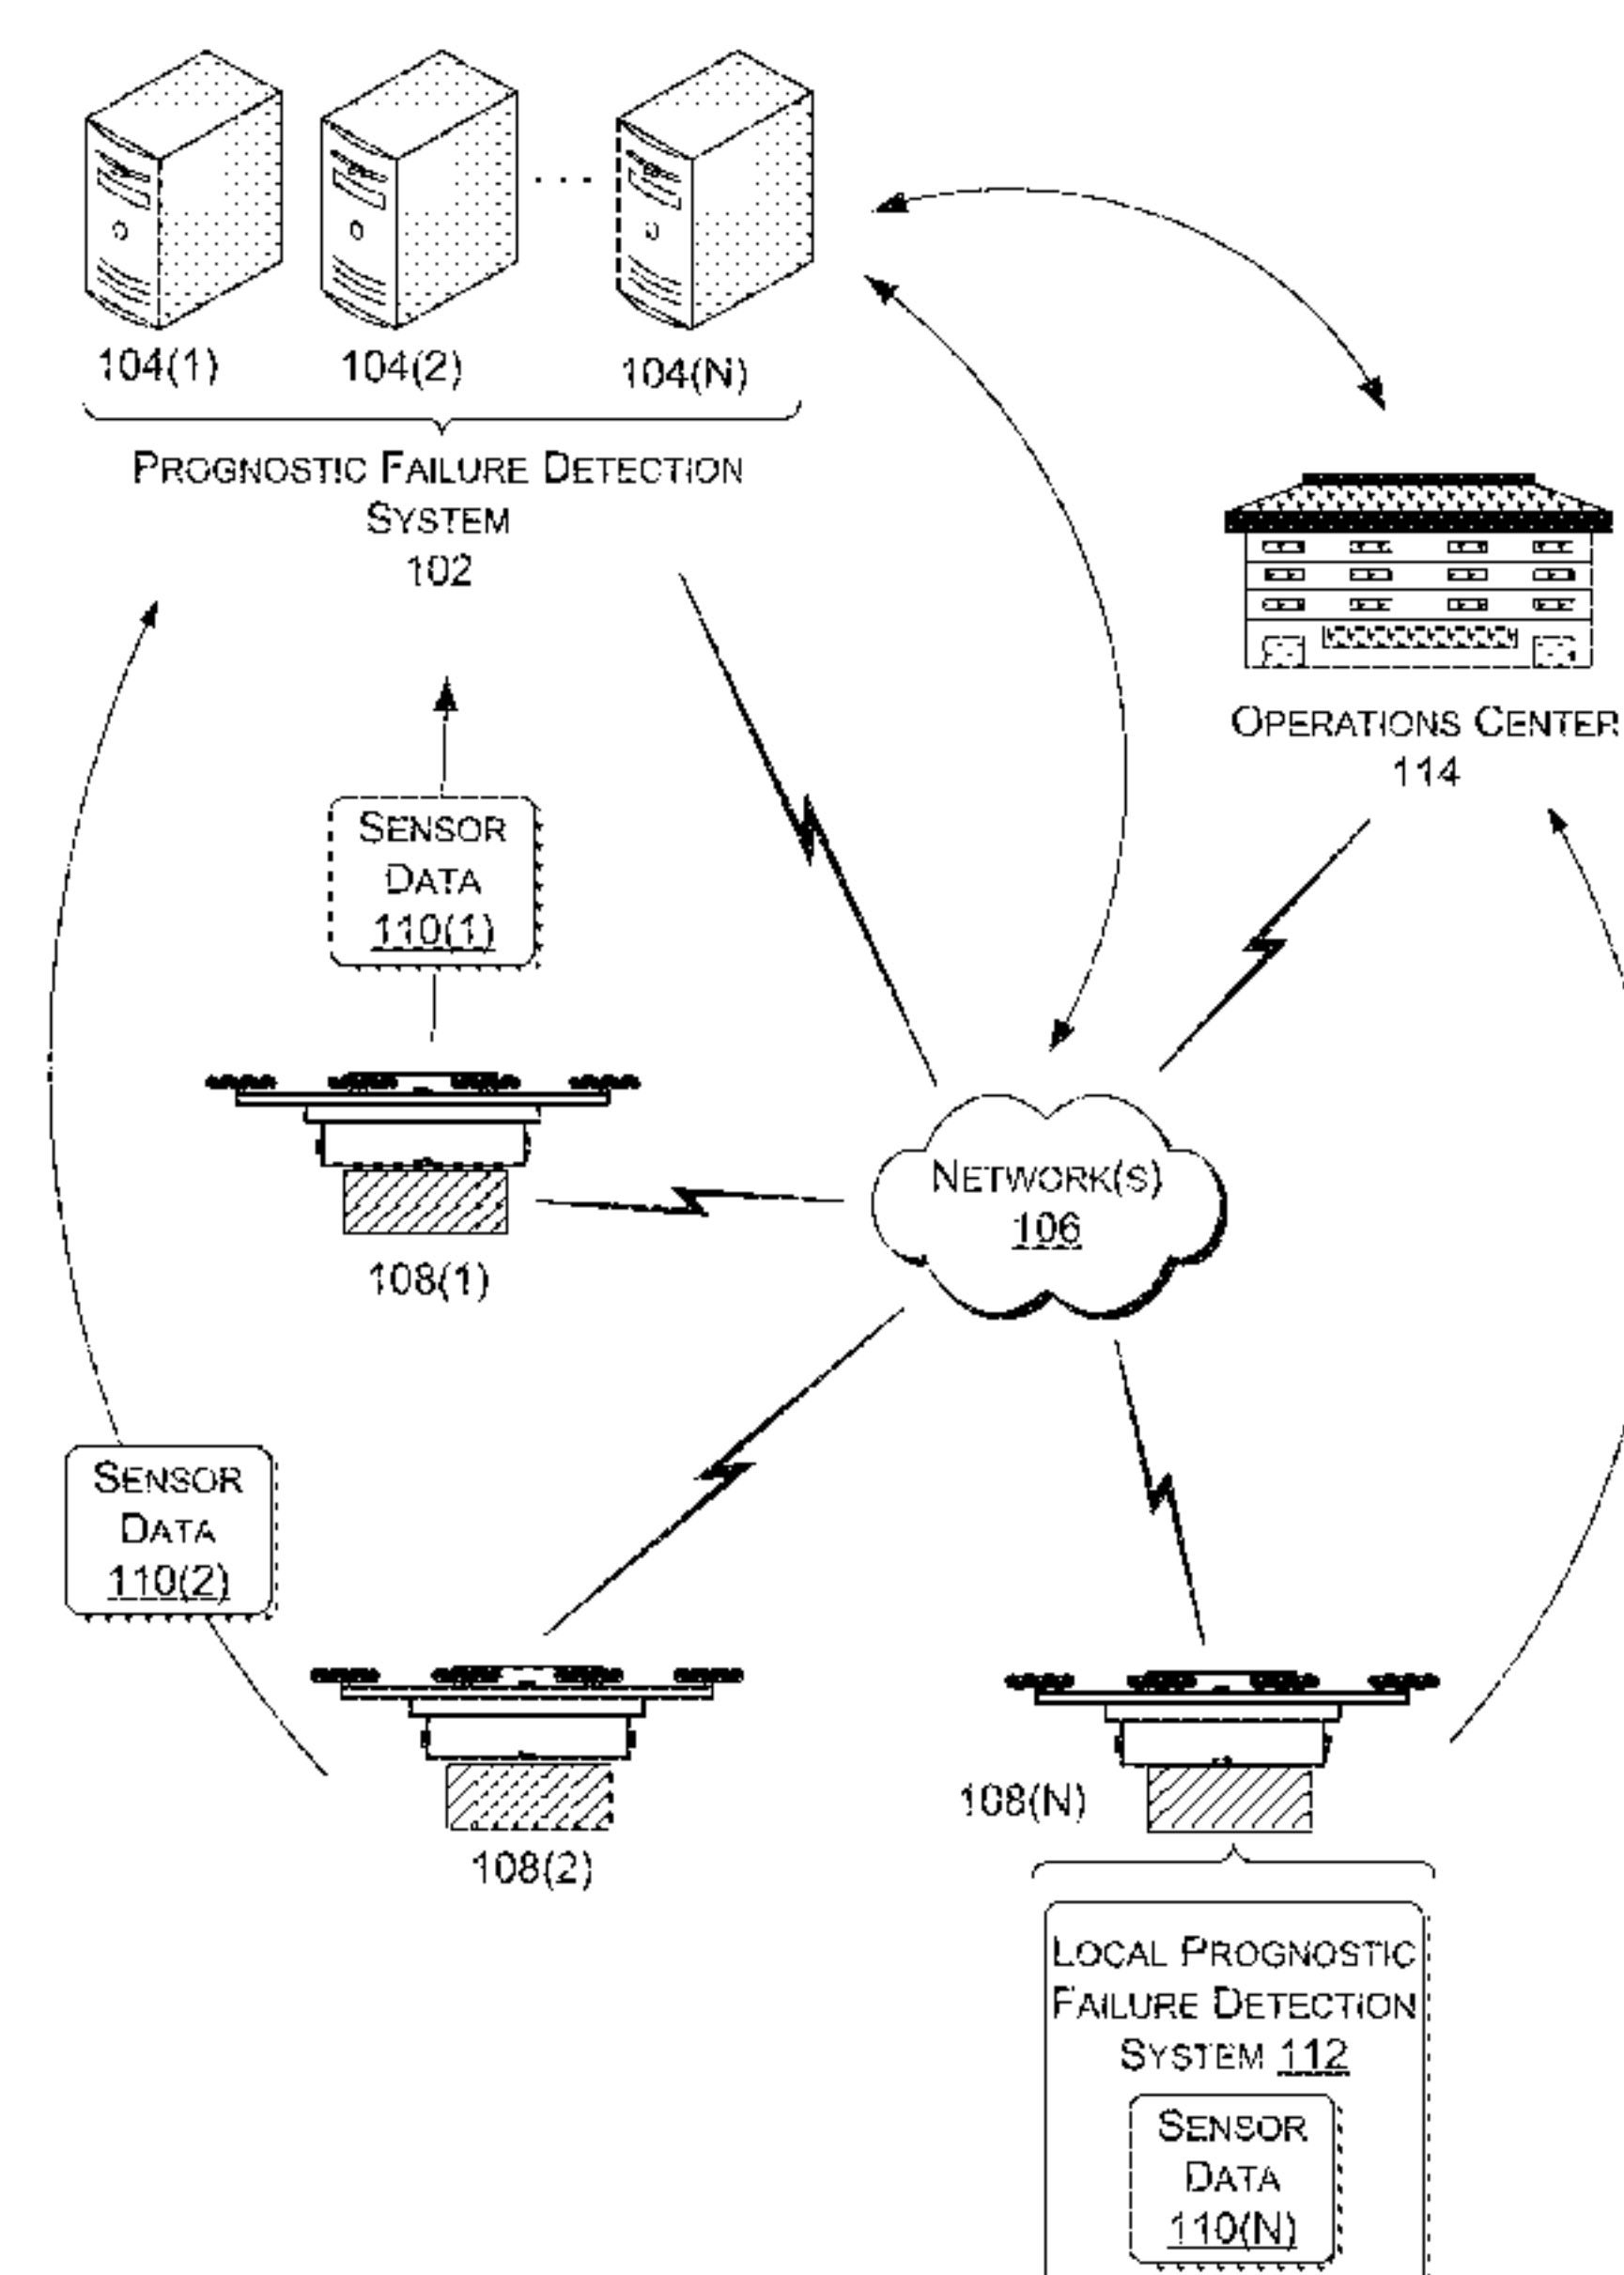 104(1)
104(2)
104(N)
PROGNOSTIC FAILURE DETECTION
SYSTEM
102
OPERATIONS CENTER
114
SENSOR
DATA
110(1)
NETWORK(S)
106
108(1)
SENSOR
DATA
110(2)
108(2)
108(N)
LOCAL PROGNOSTIC
FAILURE DETECTION
SYSTEM 112
SENSOR
DATA
110(N)